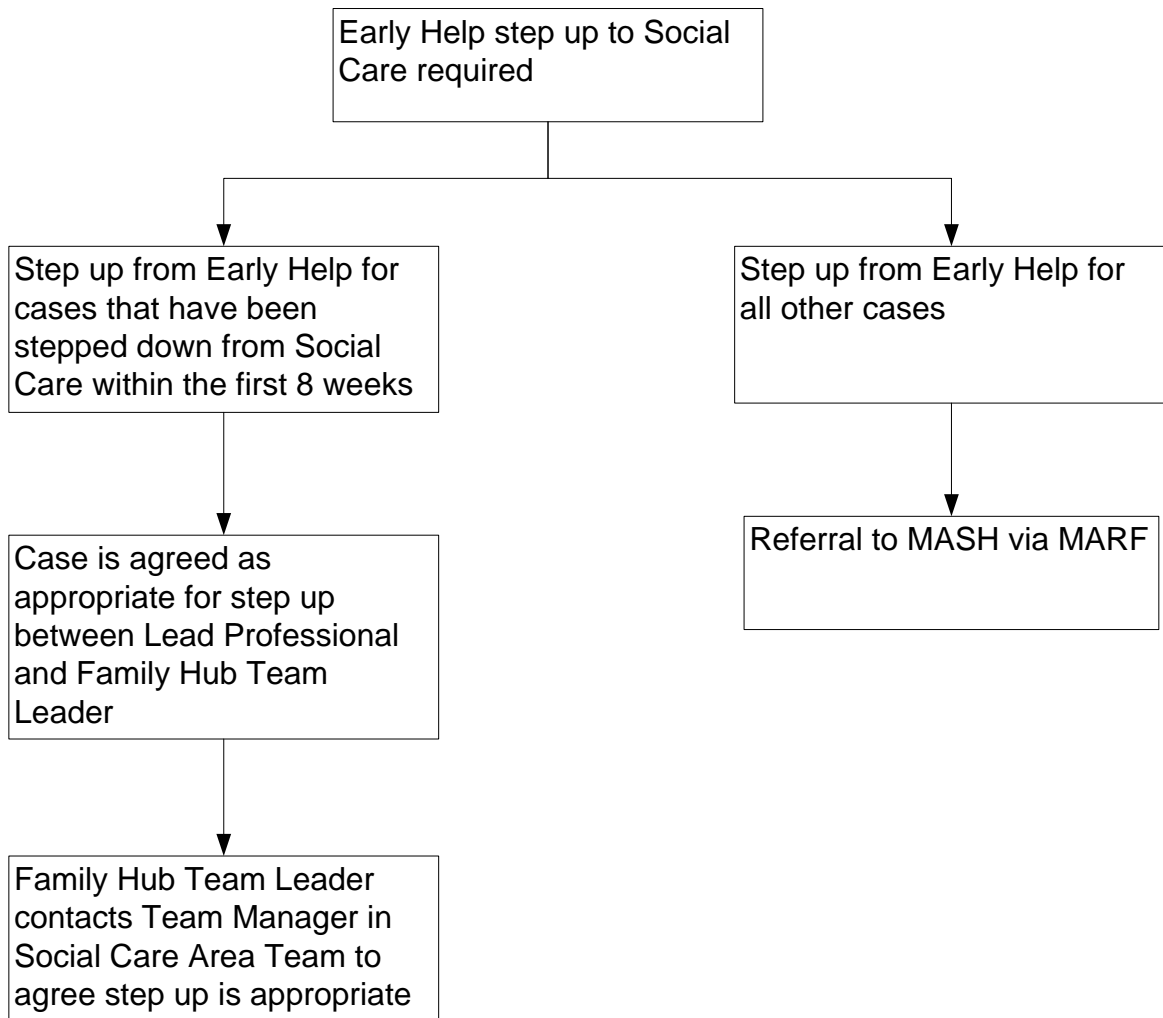 Early Help step up to Social
Care required
Step up from Early Help for
cases that have been
stepped down from Social
Care within the first 8 weeks
Step up from Early Help for
all other cases
Case is agreed as
appropriate for step up
between Lead Professional
and Family Hub Team
Leader
Referral to MASH via MARF
Family Hub Team Leader
contacts Team Manager in
Social Care Area Team to
agree step up is appropriate